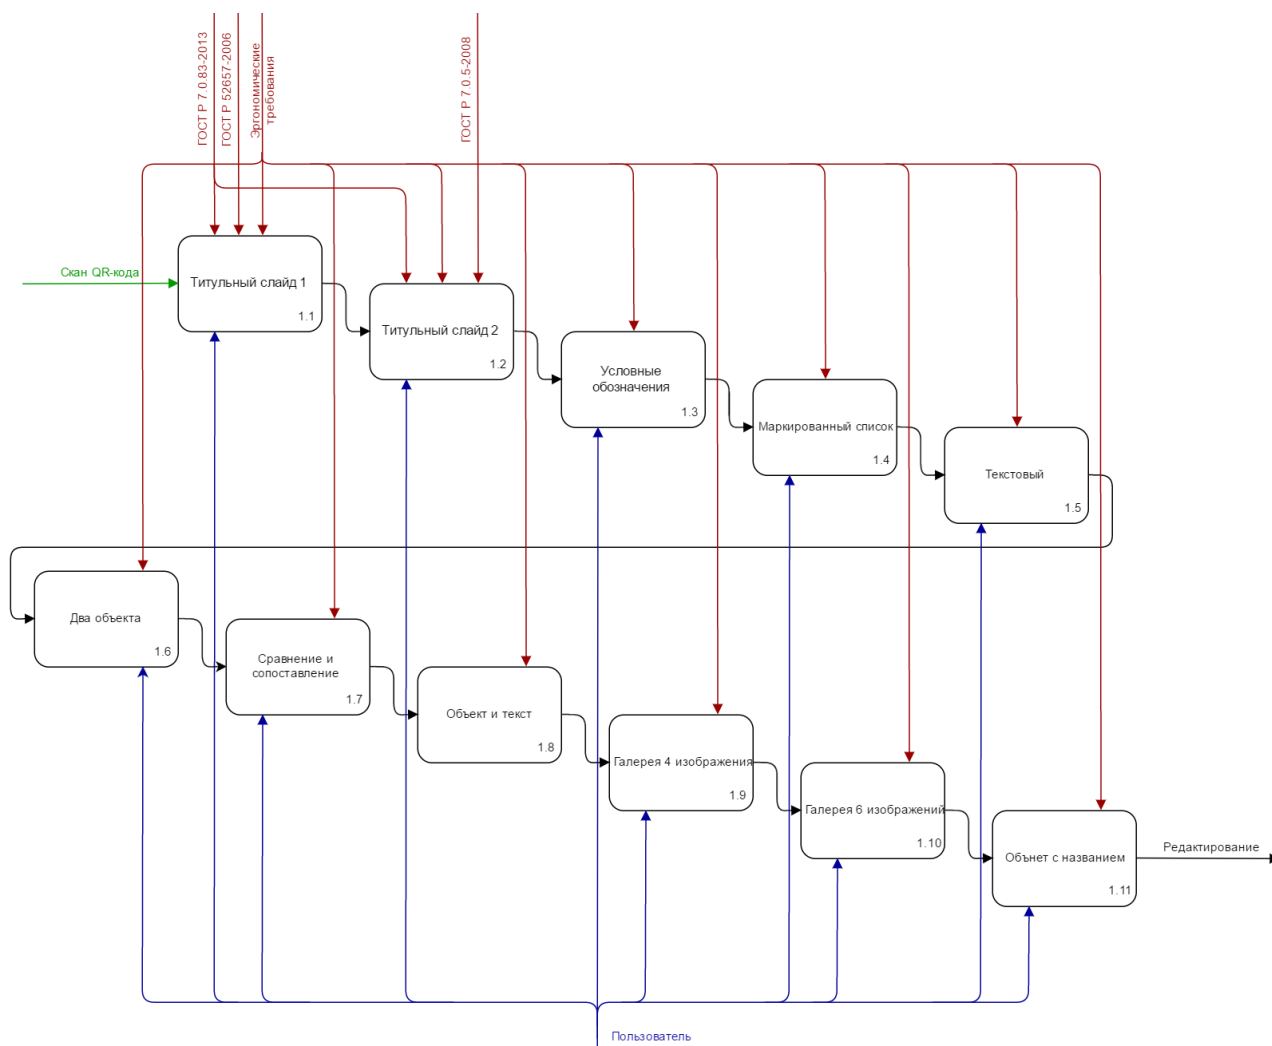 ГОСТ Р 7.0.83-2013
ГОСТ Р 52657-2006
Эргономические
требования
ГОСТ Р 7.0.5-2008
Скан QR-кода
Титульный слайд 1
1.1
Титульный слайд 2
1.2
Условные
обозначения
1.3
Маркированный список
1.4
Текстовый
1.5
Два объекта
1.6
Сравнение и
сопоставление
1.7
Объект и текст
1.8
Галерея 4 изображения
1.9
Галерея 6 изображений
1.10
Обънет с названием
1.11
Редактирование
Пользователь